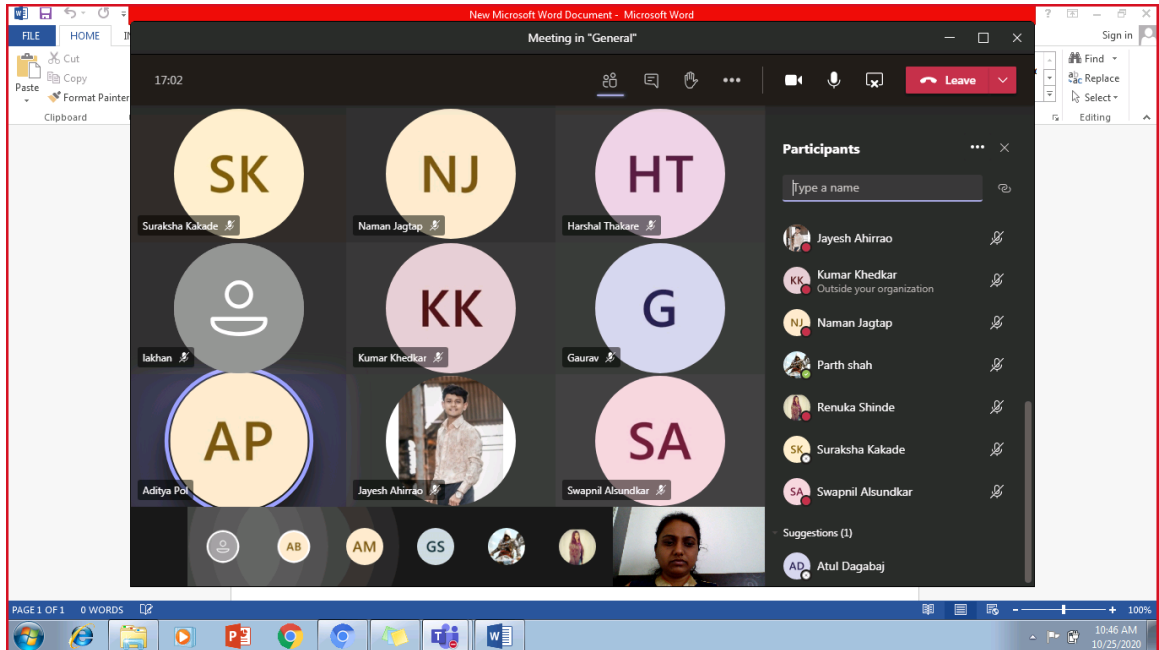 New Microsoft Word Document - Microsoft Word
FILE HOME
Sign in
Meeting in "General"
Cut
Copy
Format Painter
Paste
Clipboard
Find
Replace
Select
Editing
17:02
Leave
SK
Suraksha Kakade
NJ
Naman Jagtap
HT
Harshal Thakare
lakhan
KK
Kumar Khedkar
G
Gaurav
AP
Aditya Pol
Jayesh Ahirrao
SA
Swapnil Alsundkar
AB
AM
GS
Participants
Type a name
Jayesh Ahirrao
KK Kumar Khedkar
Outside your organization
NJ Naman Jagtap
Parth shah
Renuka Shinde
SK Suraksha Kakade
SA Swapnil Alsundkar
Suggestions (1)
AD Atul Dagabaj
PAGE 1 OF 1 0 WORDS
100%
10:46 AM
10/25/2020